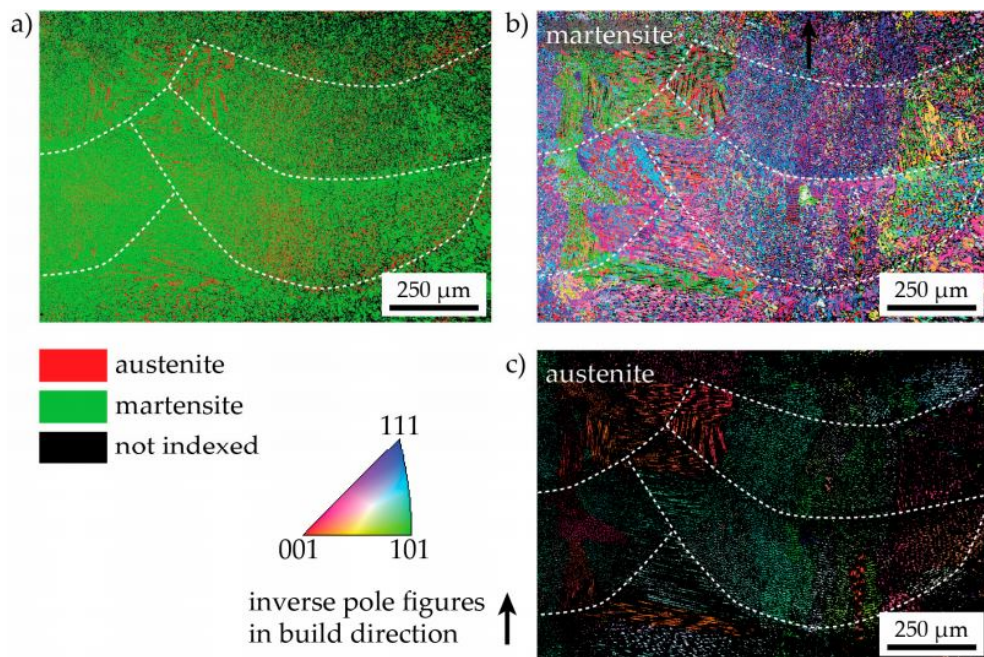 a)
250 µm
b)
martensite
250 µm
austenite
martensite
not indexed
111
001
101
inverse pole figures
in build direction
c)
austenite
250 µm